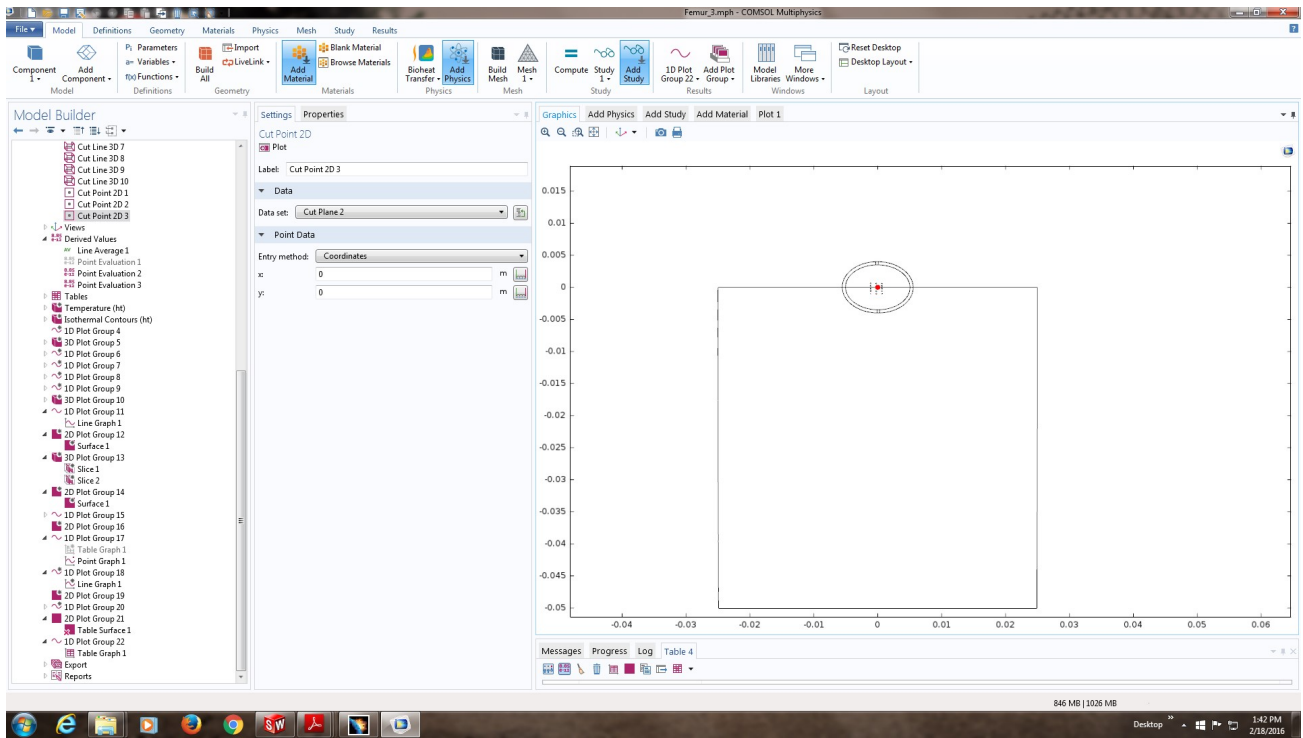 Femur_3.mph - COMSOL Multiphysics
File Model Definitions Geometry Materials Physics Mesh Study Results
Component 1
Add Component
Model
Pi Parameters
a= Variables
f(x) Functions
Definitions
Build All
Import
LiveLink
Geometry
Add Material
Blank Material
Browse Materials
Materials
Bioheat Transfer
Add Physics
Physics
Build Mesh
Mesh 1
Mesh
Compute
Study 1
Add Study
Study
1D Plot Group 22
Add Plot Group
Results
Model Libraries
More Windows
Windows
Reset Desktop
Desktop Layout
Layout
Model Builder
Cut Line 3D 7
Cut Line 3D 8
Cut Line 3D 9
Cut Line 3D 10
Cut Point 2D 1
Cut Point 2D 2
Cut Point 2D 3
Views
Derived Values
Line Average 1
Point Evaluation 1
Point Evaluation 2
Point Evaluation 3
Tables
Temperature (ht)
Isothermal Contours (ht)
1D Plot Group 4
3D Plot Group 5
1D Plot Group 6
1D Plot Group 7
1D Plot Group 8
1D Plot Group 9
3D Plot Group 10
1D Plot Group 11
Line Graph 1
2D Plot Group 12
Surface 1
3D Plot Group 13
Slice 1
Slice 2
2D Plot Group 14
Surface 1
1D Plot Group 15
2D Plot Group 16
1D Plot Group 17
Table Graph 1
Point Graph 1
1D Plot Group 18
Line Graph 1
2D Plot Group 19
1D Plot Group 20
2D Plot Group 21
Table Surface 1
1D Plot Group 22
Table Graph 1
Export
Reports
Settings Properties
Cut Point 2D
Plot
Label: Cut Point 2D 3
Data
Data set: Cut Plane 2
Point Data
Entry method: Coordinates
x: 0 m
y: 0 m
Graphics Add Physics Add Study Add Material Plot 1
0.015
0.01
0.005
0
-0.005
-0.01
-0.015
-0.02
-0.025
-0.03
-0.035
-0.04
-0.045
-0.05
-0.04 -0.03 -0.02 -0.01 0 0.01 0.02 0.03 0.04 0.05 0.06
Messages Progress Log Table 4
846 MB | 1026 MB
SW
Desktop
1:42 PM
2/18/2016